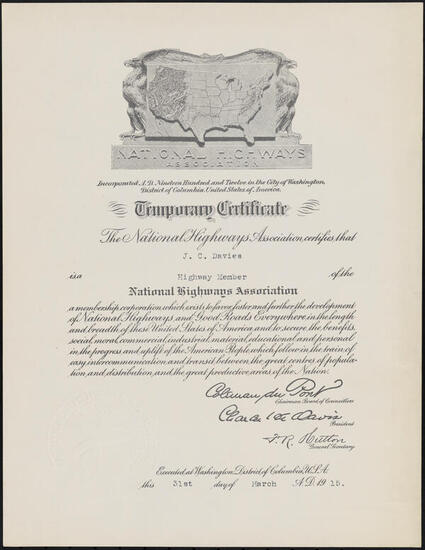 NATIONAL HIGHWAYS
ASSOCIATION
Incorporated, A.D. Nineteen Hundred and Twelve, in the City of Washington,
District of Columbia, United States of America.
Temporary Certificate
The National Highways Association, certifies, that
J. C. Davies
is a Highway Member of the
National Highways Association
a membership corporation which exists to favor, foster and further the development
of National Highways and Good Roads Everywhere in the length
and breadth of these United States of America and to secure the benefits,
social, moral, commercial, industrial, material, educational and personal
in the progress and uplift of the American People which follow in the train of
easy intercommunication and transit between the great centres of popula-
tion, and distribution, and the great productive areas of the Nation.
Coleman du Pont
Chairman Board of Councillors
Charles H. Davis
President
F. R. Hutton
General Secretary
Executed at Washington, District of Columbia, U.S.A.
this 31st day of March A.D. 1915.